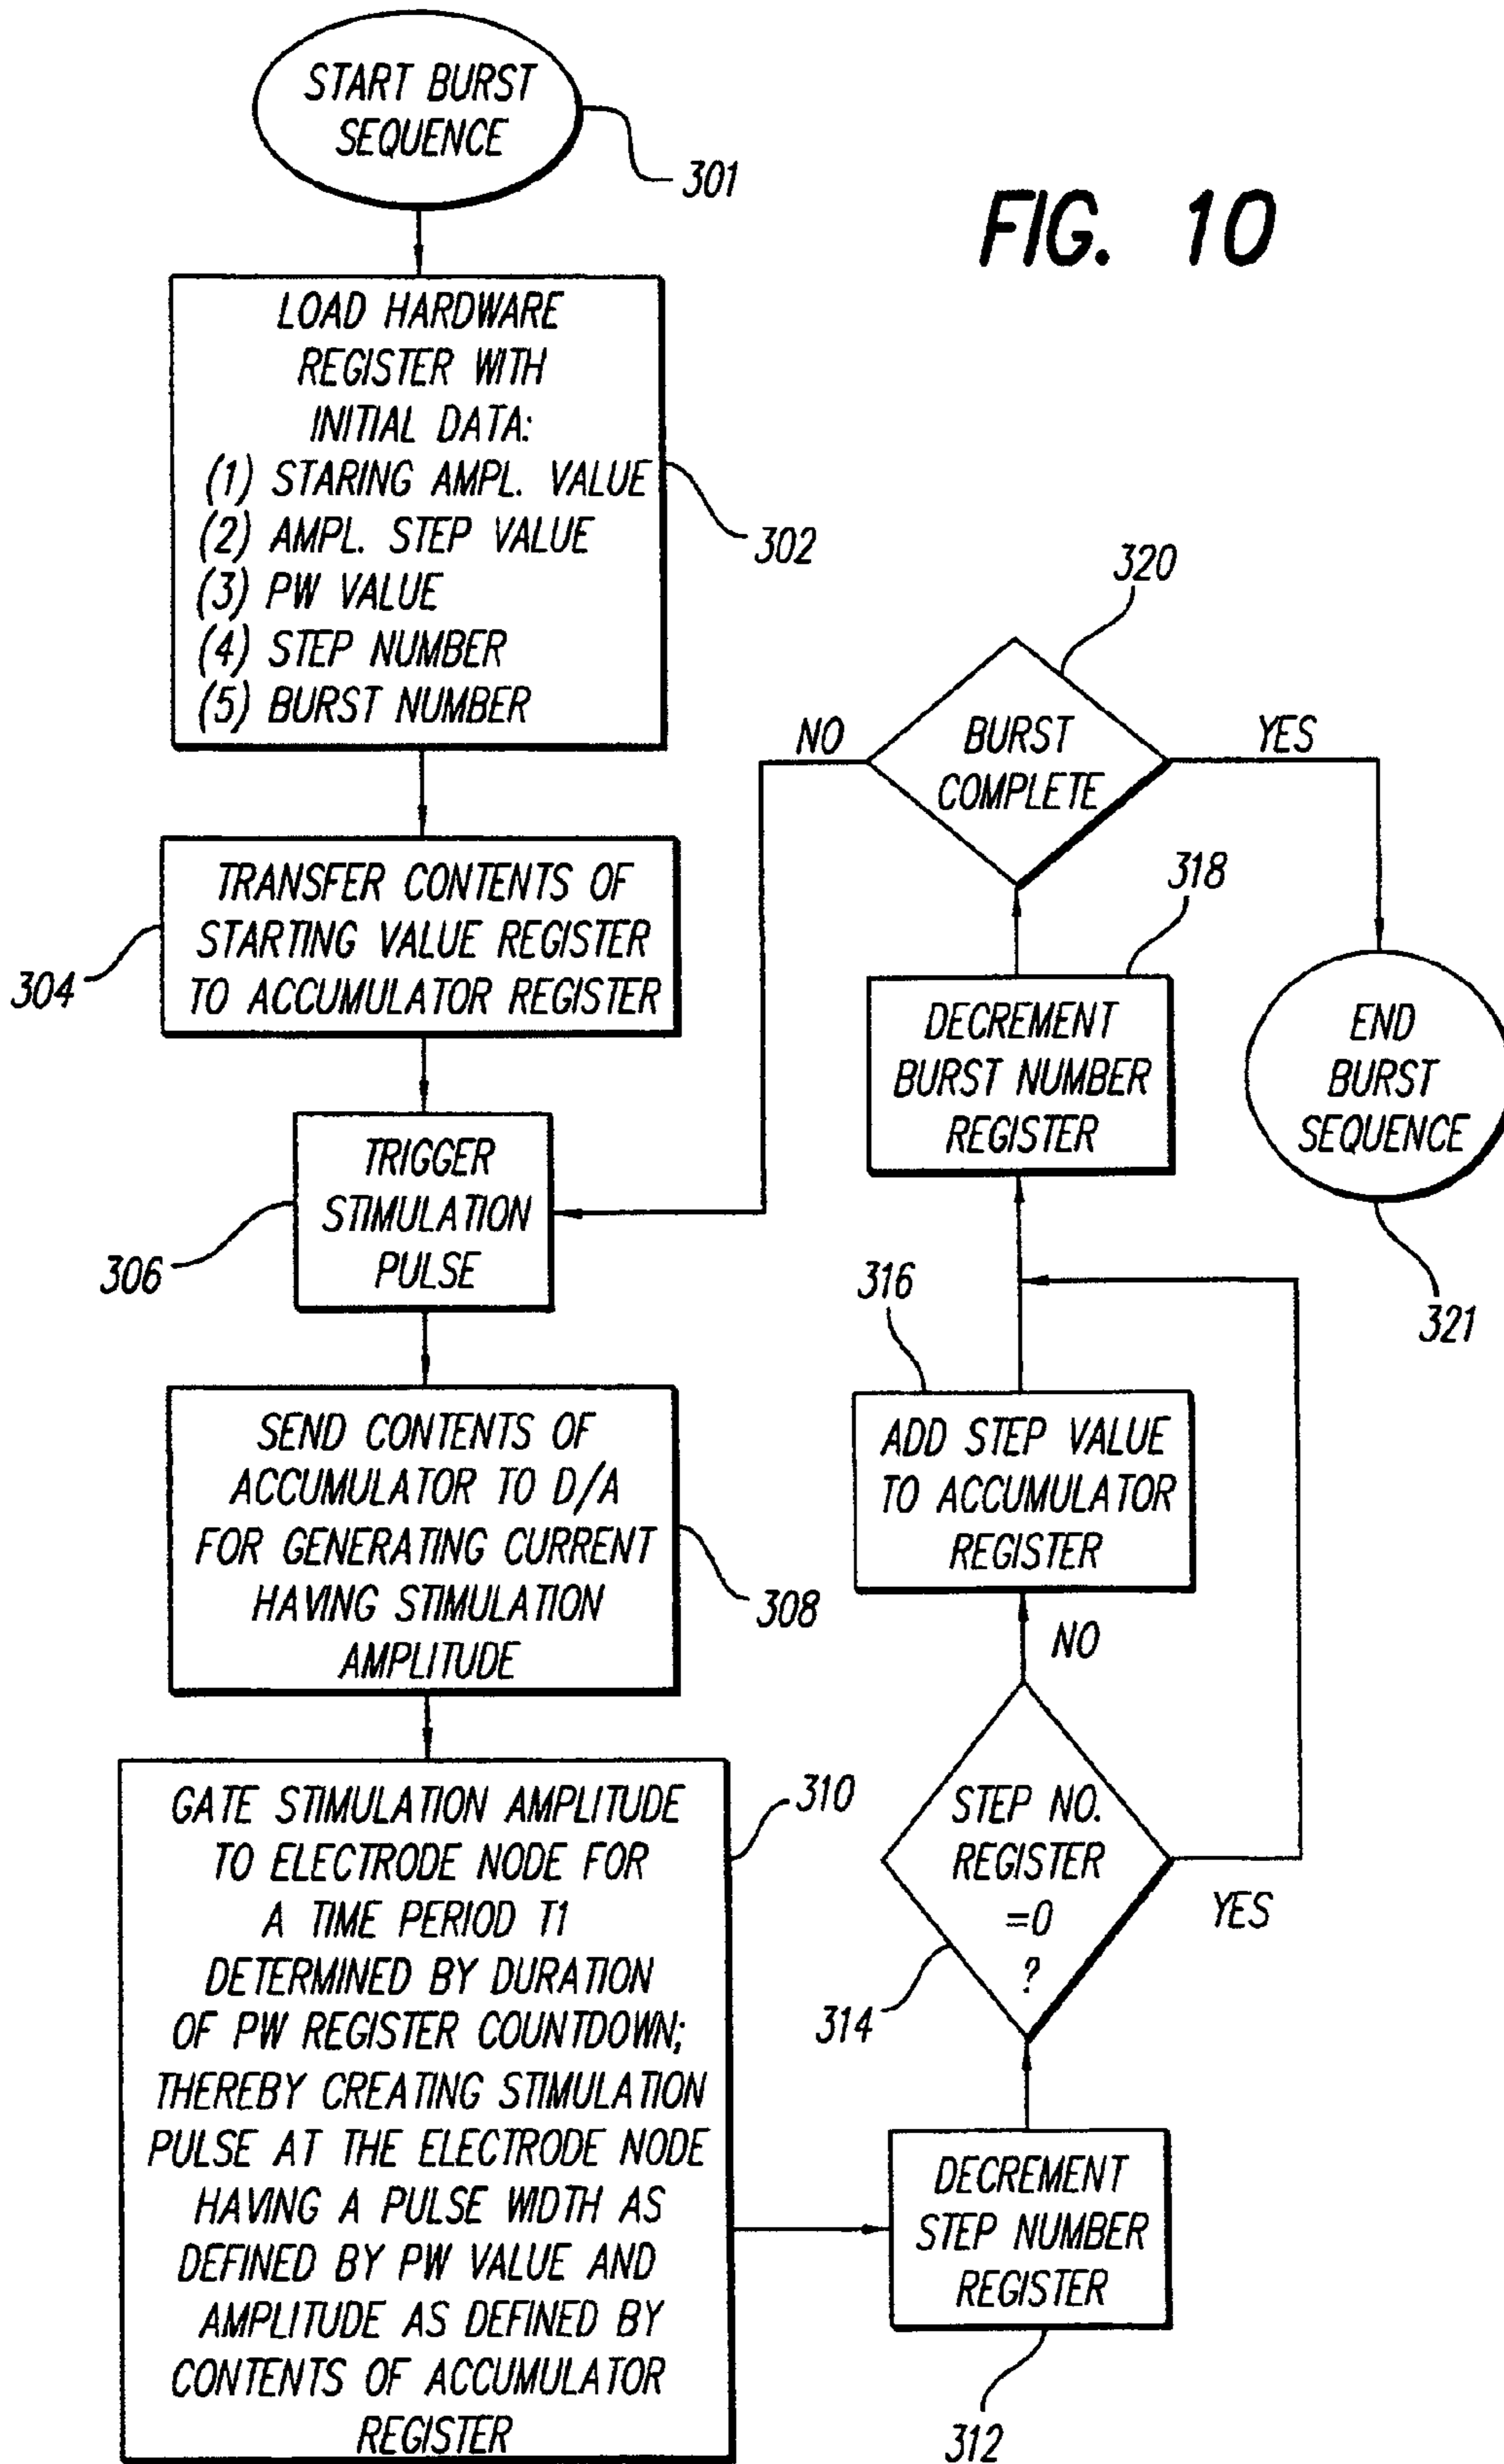 START BURST
SEQUENCE
301
FIG. 10
LOAD HARDWARE
REGISTER WITH
INITIAL DATA:
(1) STARING AMPL. VALUE
(2) AMPL. STEP VALUE
(3) PW VALUE
(4) STEP NUMBER
(5) BURST NUMBER
302
TRANSFER CONTENTS OF
STARTING VALUE REGISTER
TO ACCUMULATOR REGISTER
304
TRIGGER
STIMULATION
PULSE
306
SEND CONTENTS OF
ACCUMULATOR TO D/A
FOR GENERATING CURRENT
HAVING STIMULATION
AMPLITUDE
308
GATE STIMULATION AMPLITUDE
TO ELECTRODE NODE FOR
A TIME PERIOD T1
DETERMINED BY DURATION
OF PW REGISTER COUNTDOWN;
THEREBY CREATING STIMULATION
PULSE AT THE ELECTRODE NODE
HAVING A PULSE WIDTH AS
DEFINED BY PW VALUE AND
AMPLITUDE AS DEFINED BY
CONTENTS OF ACCUMULATOR
REGISTER
310
DECREMENT
STEP NUMBER
REGISTER
312
STEP NO.
REGISTER
=0
?
314
YES
NO
ADD STEP VALUE
TO ACCUMULATOR
REGISTER
316
DECREMENT
BURST NUMBER
REGISTER
318
BURST
COMPLETE
320
NO
YES
END
BURST
SEQUENCE
321